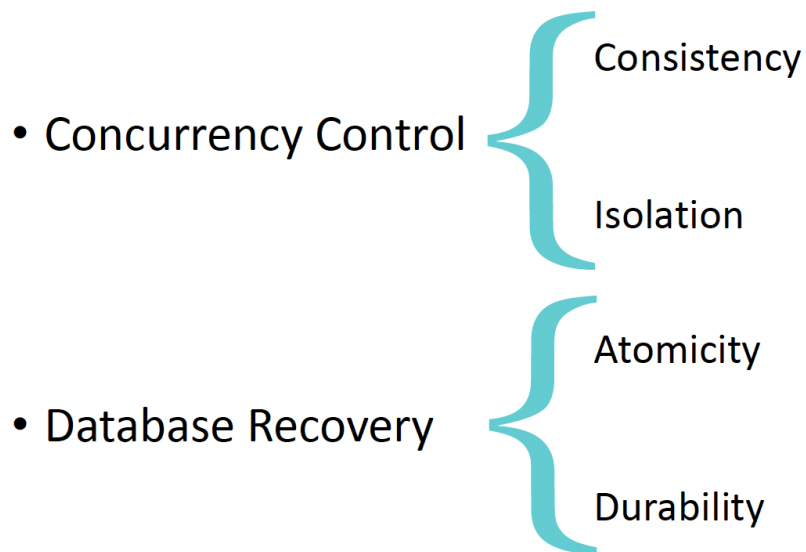 • Concurrency Control
Consistency
Isolation
• Database Recovery
Atomicity
Durability